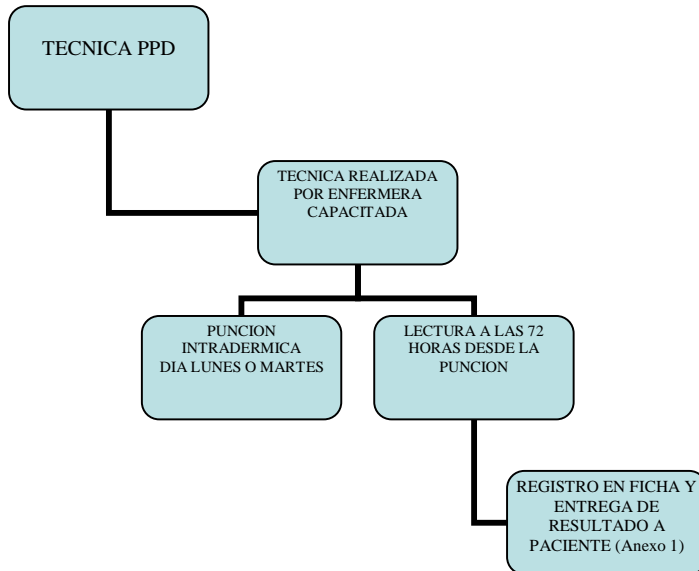 TECNICA PPD
TECNICA REALIZADA
POR ENFERMERA
CAPACITADA
PUNCION
INTRADERMICA
DIA LUNES O MARTES
LECTURA A LAS 72
HORAS DESDE LA
PUNCION
REGISTRO EN FICHA Y
ENTREGA DE
RESULTADO A
PACIENTE (Anexo 1)